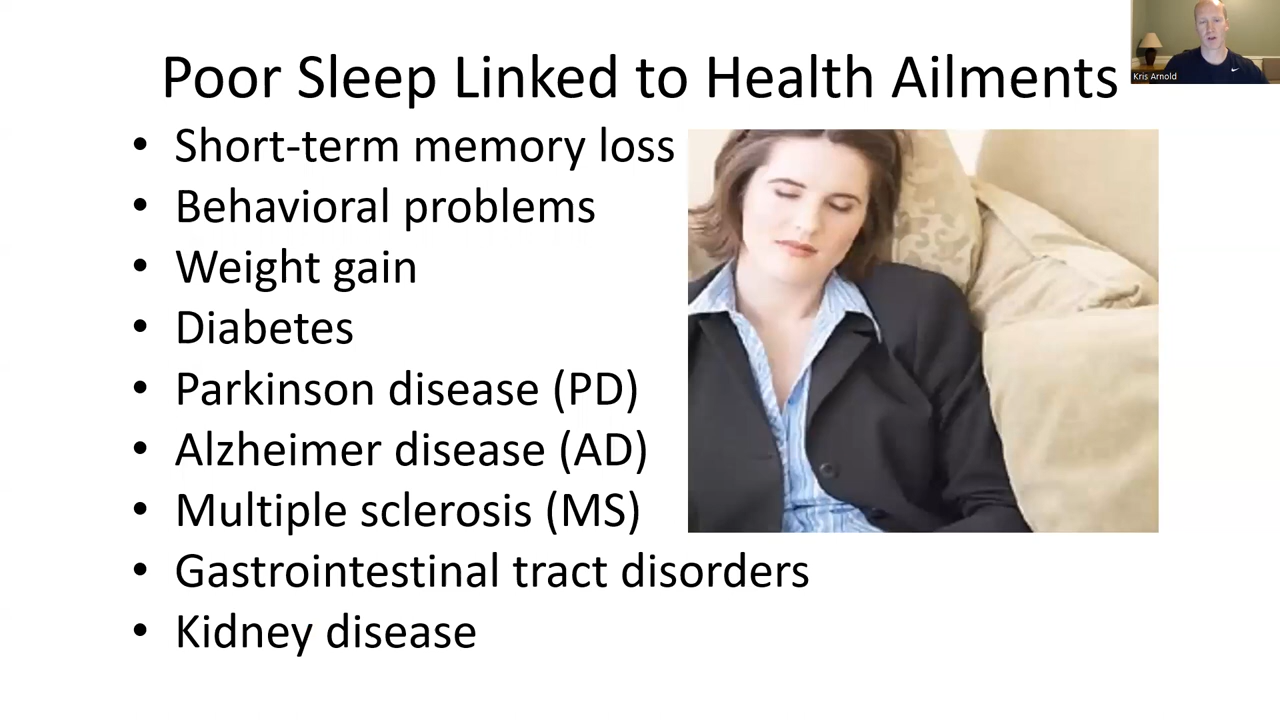 Poor Sleep Linked to Health Ailments
Kris Arnold
• Short-term memory loss
• Behavioral problems
• Weight gain
• Diabetes
• Parkinson disease (PD)
• Alzheimer disease (AD)
• Multiple sclerosis (MS)
• Gastrointestinal tract disorders
• Kidney disease